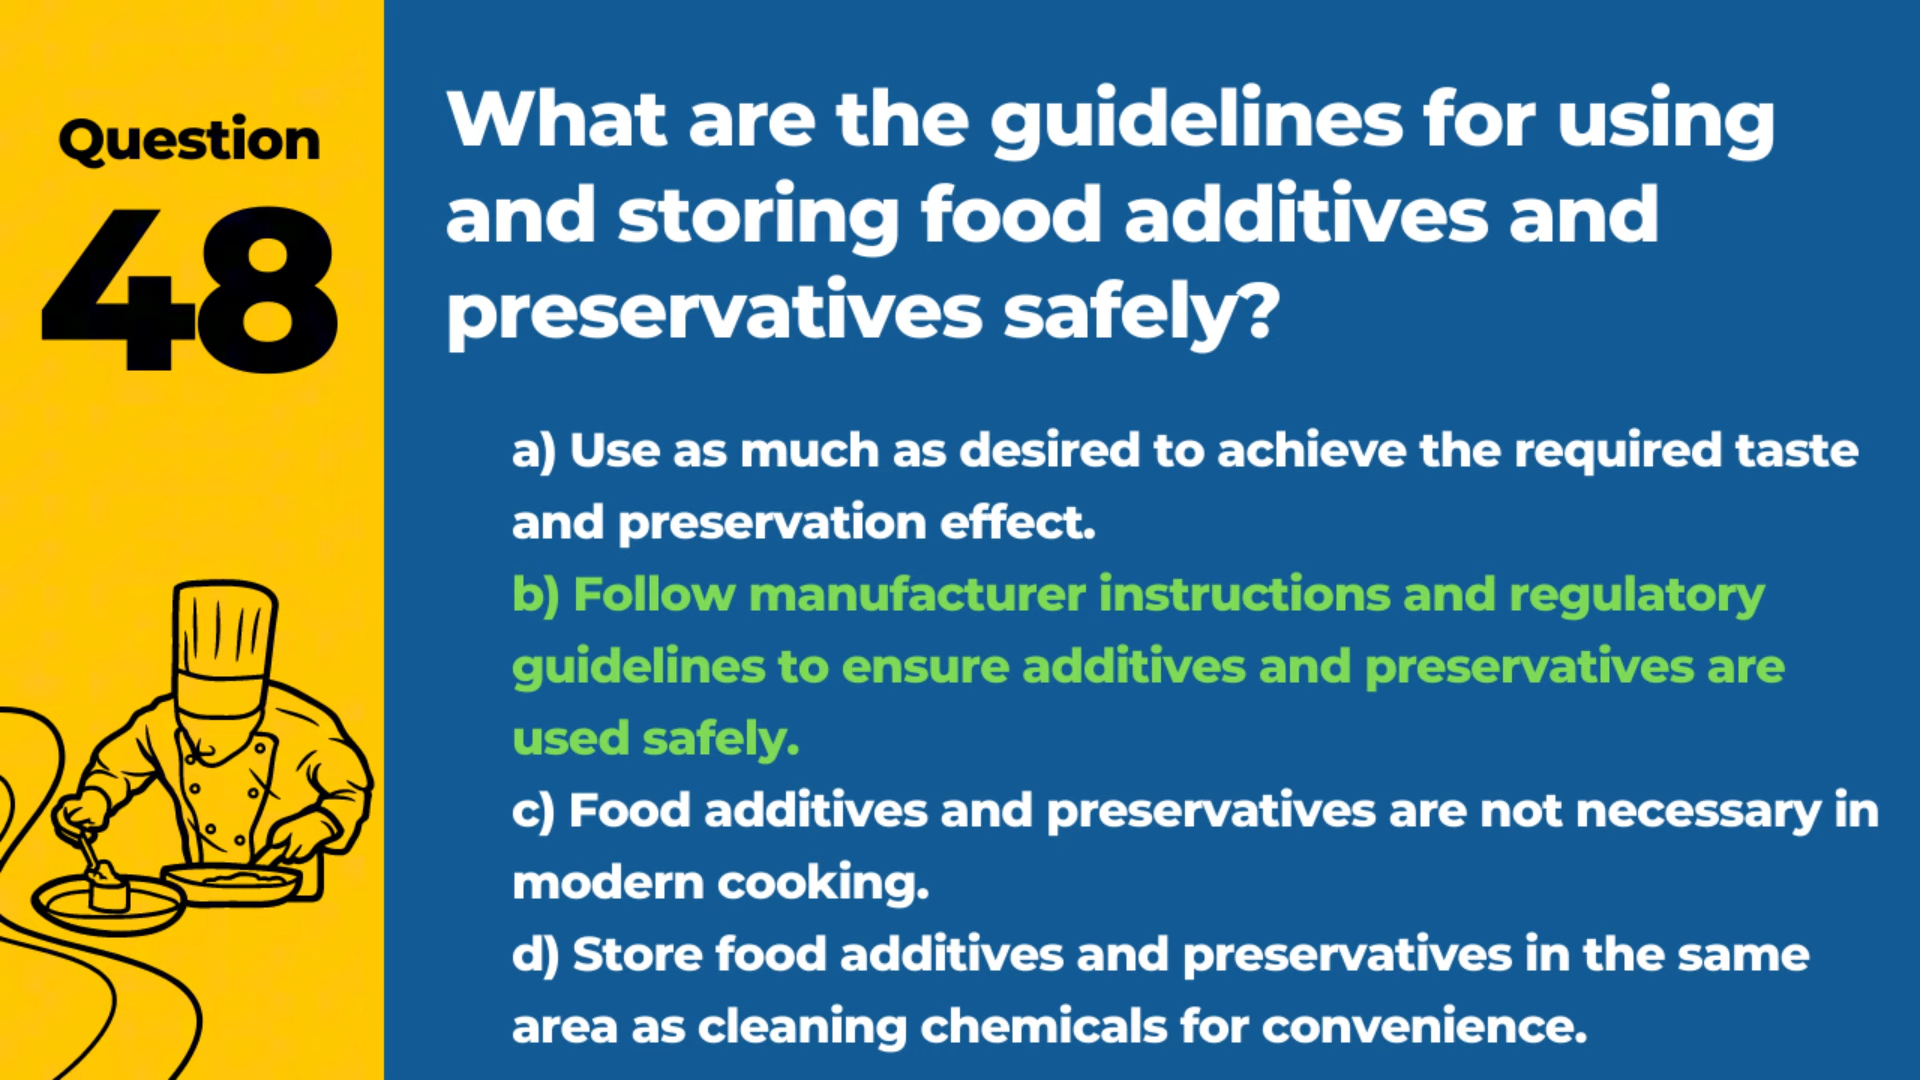 Question
48
What are the guidelines for using
and storing food additives and
preservatives safely?
a) Use as much as desired to achieve the required taste
and preservation effect.
b) Follow manufacturer instructions and regulatory
guidelines to ensure additives and preservatives are
used safely.
c) Food additives and preservatives are not necessary in
modern cooking.
d) Store food additives and preservatives in the same
area as cleaning chemicals for convenience.